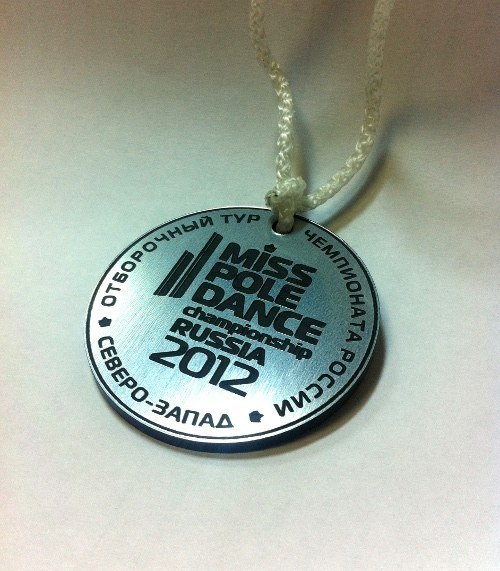 ОТБОРОЧНЫЙ ТУР ЧЕМПИОНАТА РОССИИ
СЕВЕРО-ЗАПАД
MiSS
POLE
DANCE
championship
RUSSIA
2012